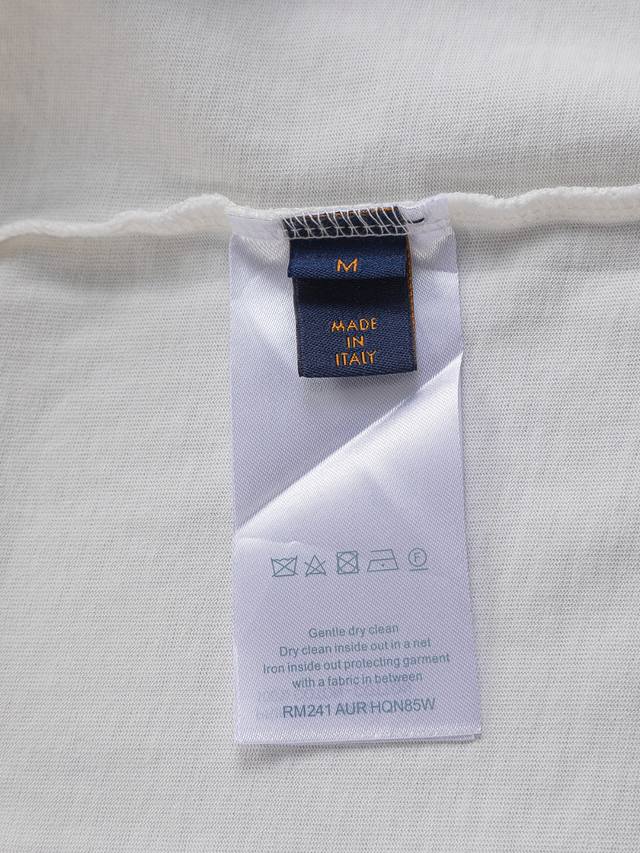 M
MADE
IN
ITALY
F
Gentle dry clean
Dry clean inside out in a net
Iron inside out protecting garment
with a fabric in between
RM241 AUR HQN85W